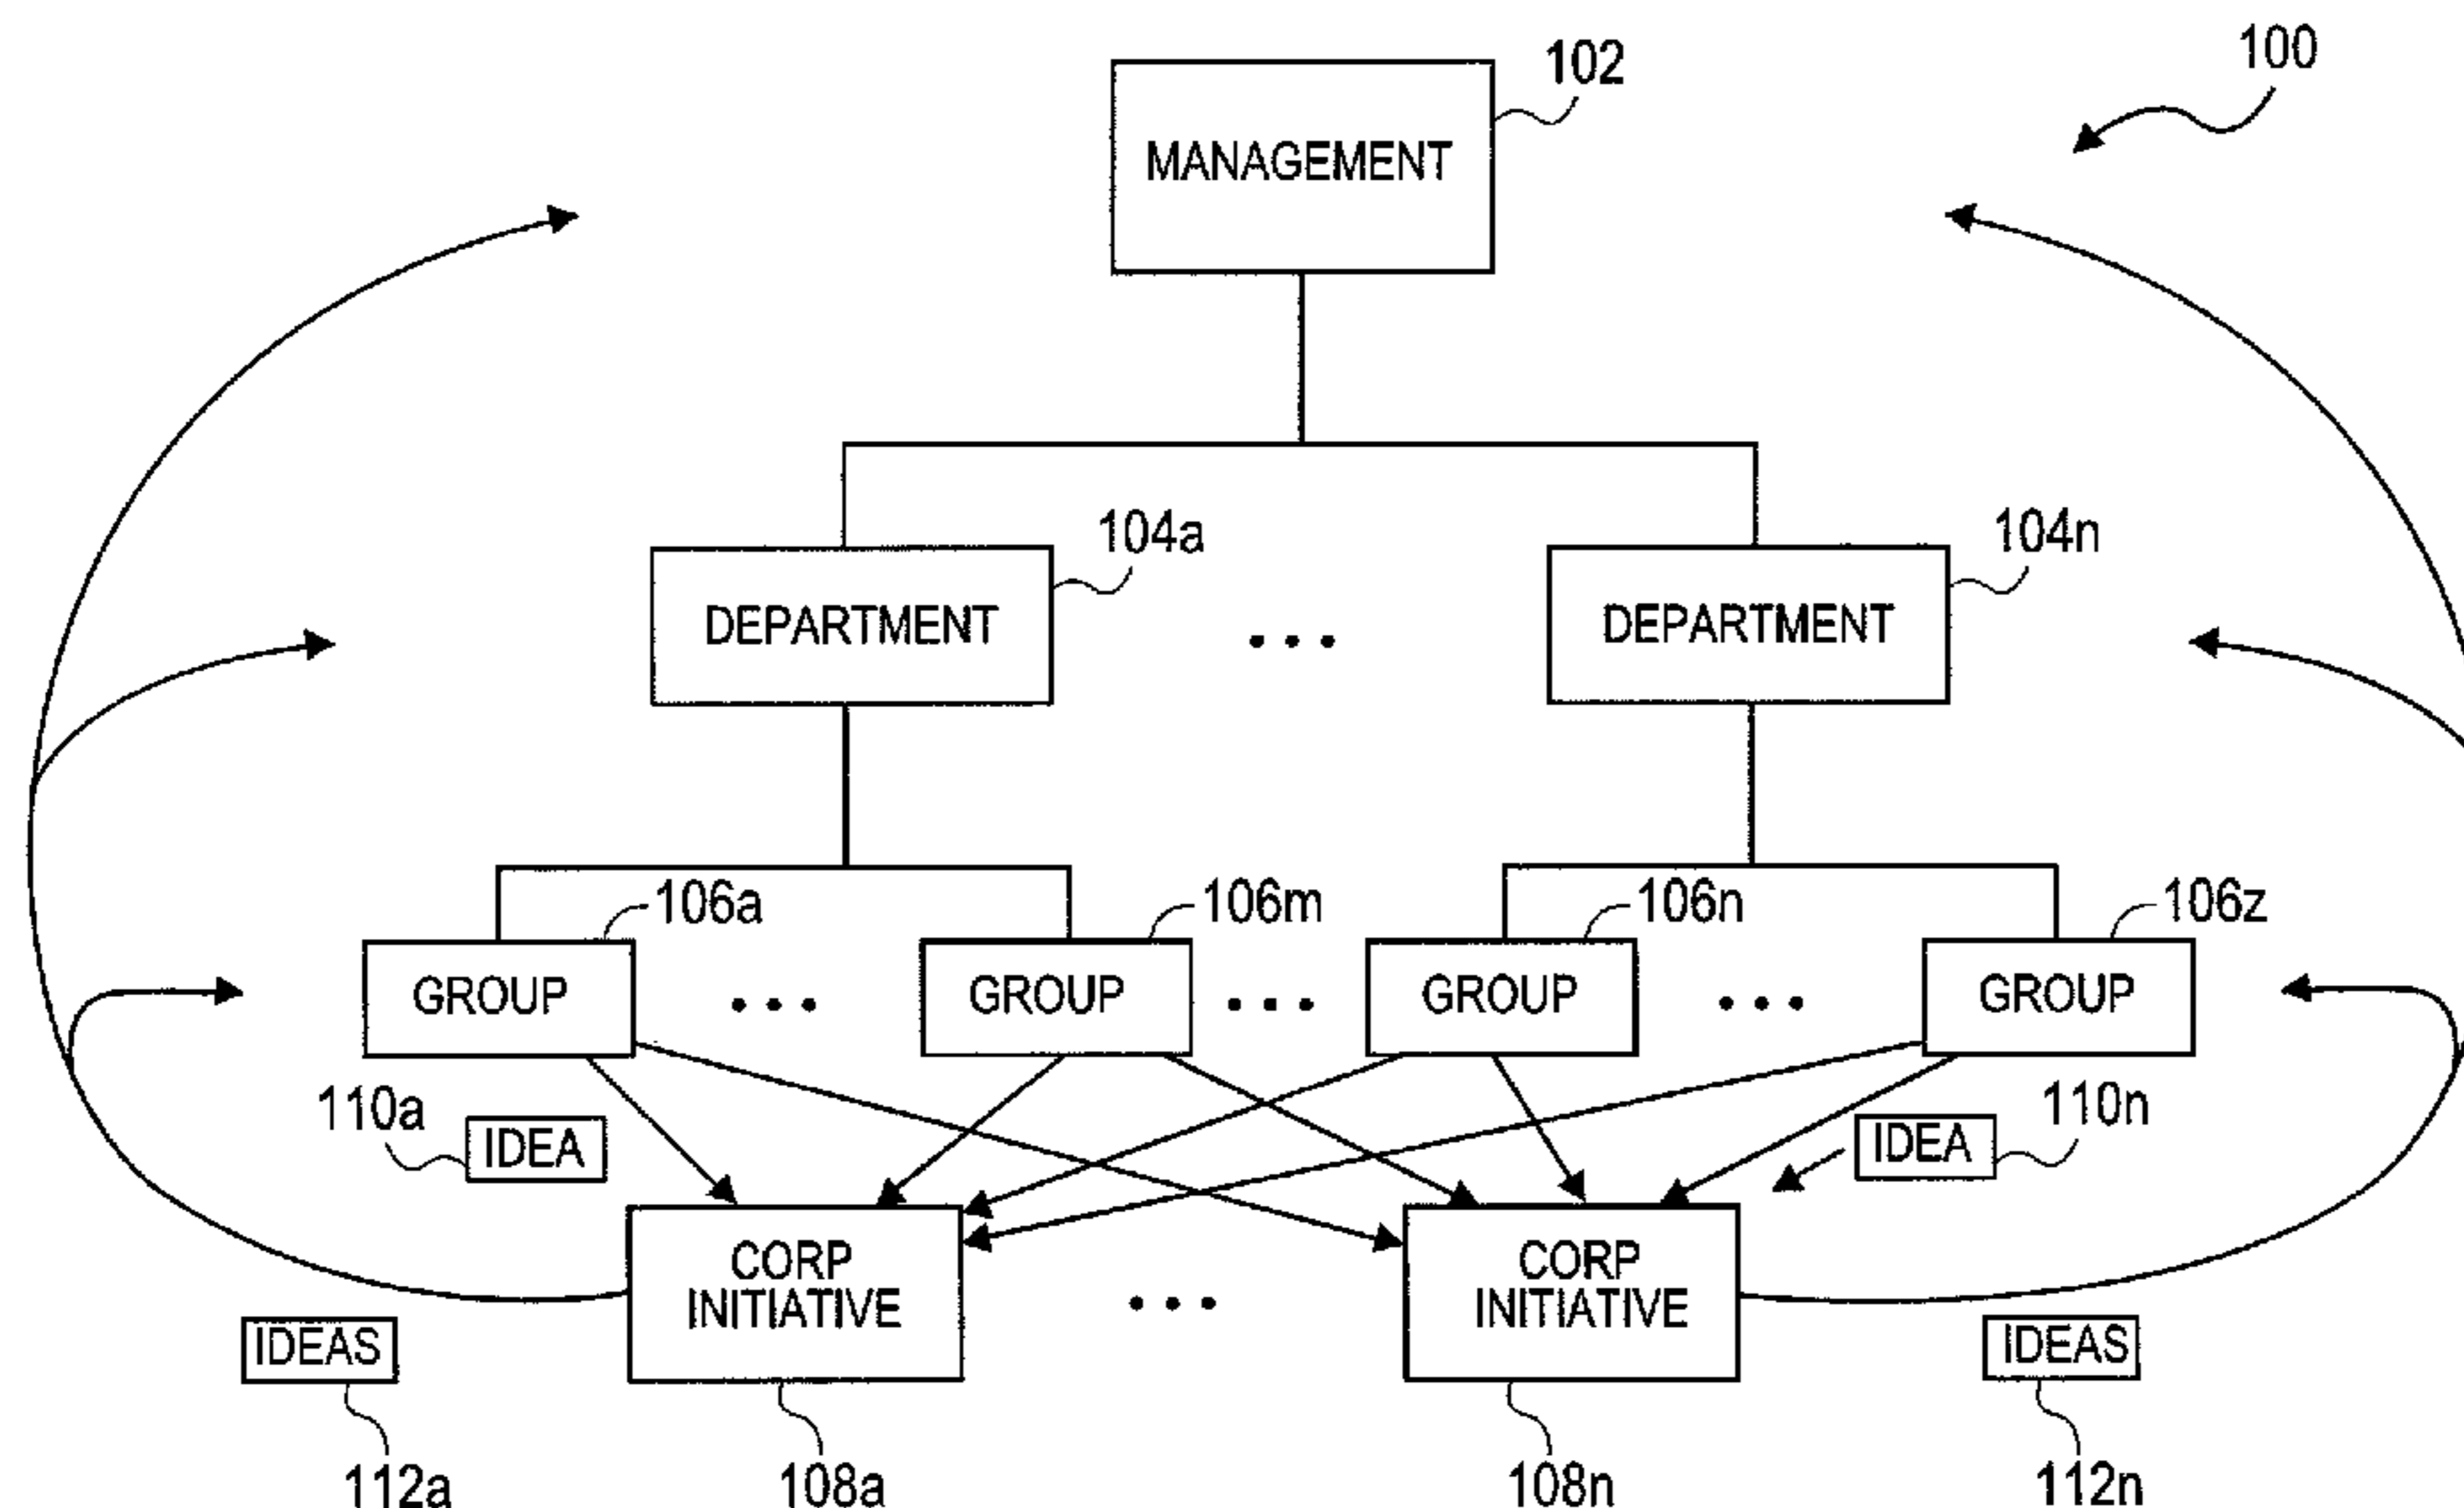 100
102
MANAGEMENT
104a
104n
DEPARTMENT
• • •
DEPARTMENT
106a
106m
106n
106z
GROUP
• • •
GROUP
• • •
GROUP
• • •
GROUP
110a
IDEA
IDEA
110n
CORP
INITIATIVE
• • •
CORP
INITIATIVE
IDEAS
IDEAS
112a
108a
108n
112n